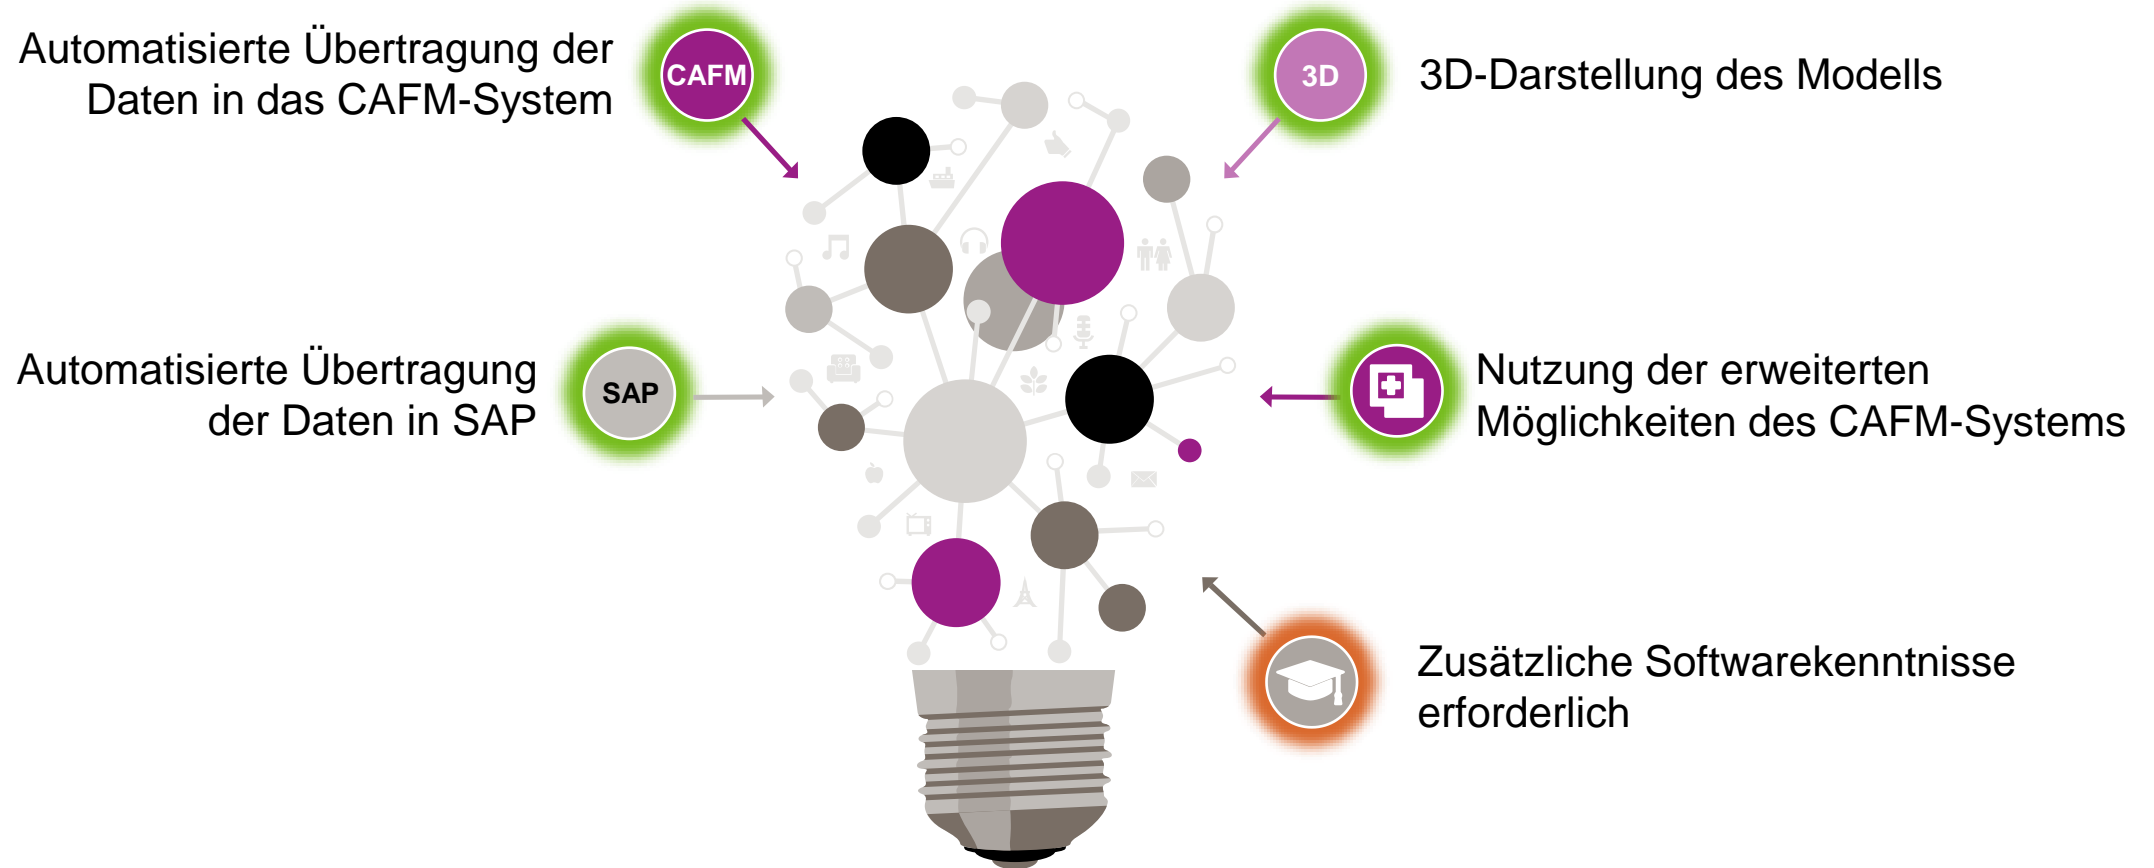 Automatisierte Übertragung der
Daten in das CAFM-System
CAFM
3D
3D-Darstellung des Modells
Automatisierte Übertragung
der Daten in SAP
SAP
Nutzung der erweiterten
Möglichkeiten des CAFM-Systems
Zusätzliche Softwarekenntnisse
erforderlich